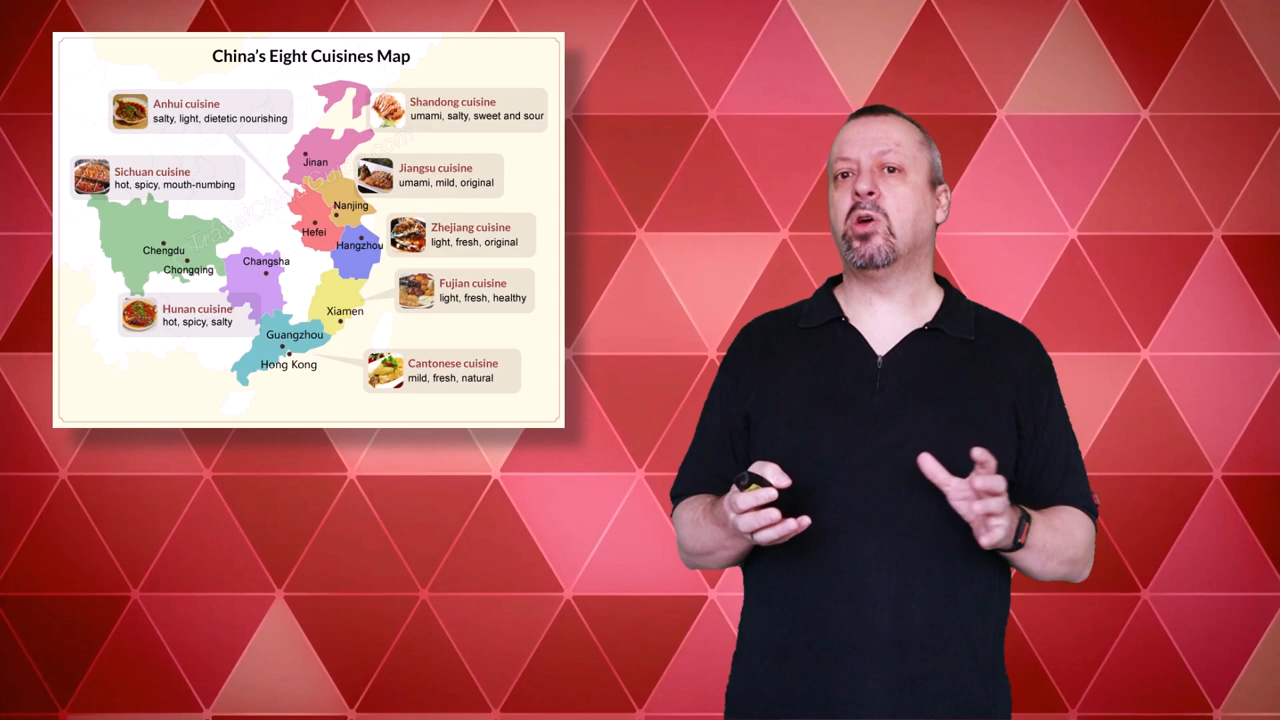 China's Eight Cuisines Map
Anhui cuisine
salty, light, dietetic nourishing
Shandong cuisine
umami, salty, sweet and sour
Jinan
Sichuan cuisine
hot, spicy, mouth-numbing
Jiangsu cuisine
umami, mild, original
Nanjing
Hefei
Zhejiang cuisine
light, fresh, original
Hangzhou
Chengdu
Chongqing
Changsha
Fujian cuisine
light, fresh, healthy
Hunan cuisine
hot, spicy, salty
Xiamen
Guangzhou
Hong Kong
Cantonese cuisine
mild, fresh, natural